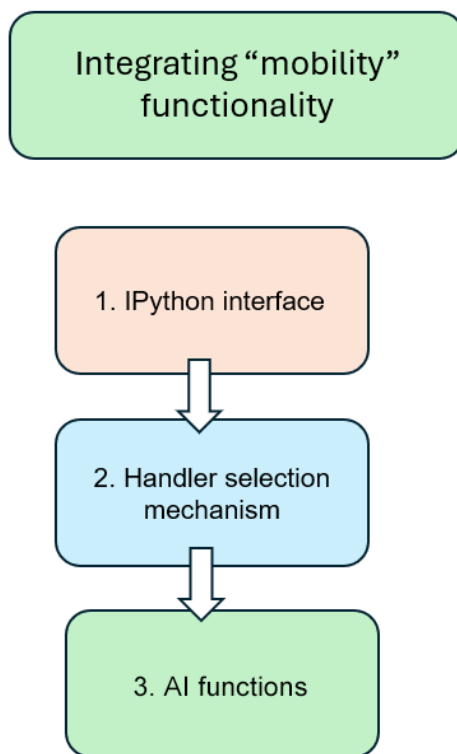 Integrating “mobility”
functionality
1. IPython interface
2. Handler selection
mechanism
3. AI functions